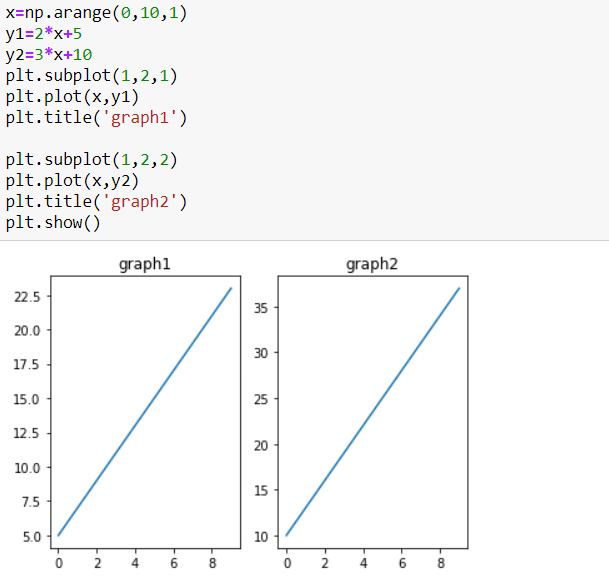 x=np.arange(0,10,1)
y1=2*x+5
y2=3*x+10
plt.subplot(1,2,1)
plt.plot(x,y1)
plt.title('graph1')
plt.subplot(1,2,2)
plt.plot(x,y2)
plt.title('graph2')
plt.show()
graph1
22.5
20.0
17.5
15.0
12.5
10.0
7.5
5.0
0 2 4 6 8
graph2
35
30
25
20
15
10
0 2 4 6 8